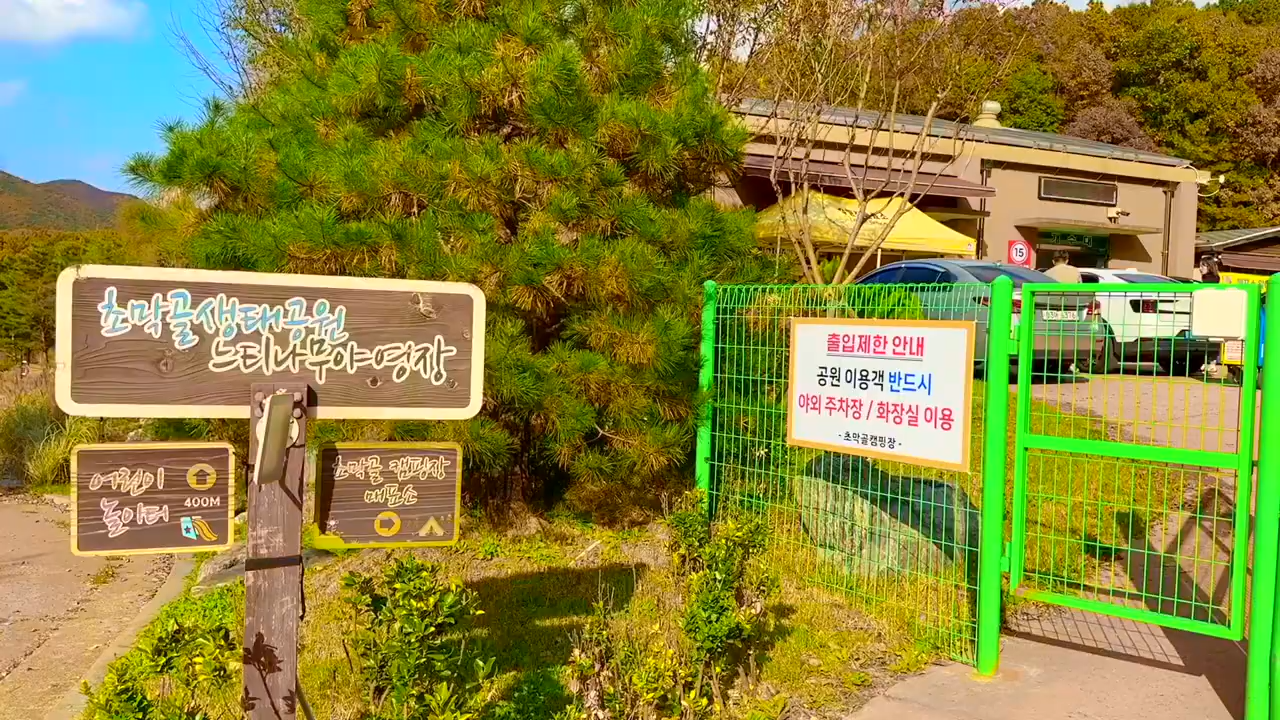 초막골생태공원
느티나무야영장
어린이
놀이터
400M
초막골 캠핑장
매표소
출입제한 안내
공원 이용객 반드시
야외 주차장 / 화장실 이용
- 초막골캠핑장 -
15